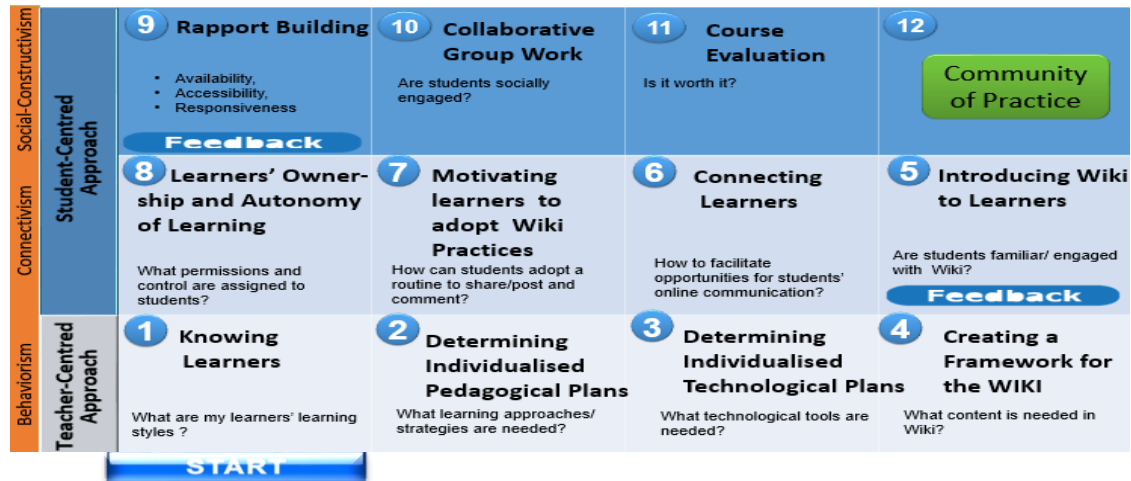 Social-Constructivism
Connectivism
Behaviorism
Student-Centred
Approach
Teacher-Centred
Approach
9 Rapport Building
• Availability,
• Accessibility,
• Responsiveness
Feedback
10 Collaborative
Group Work
Are students socially
engaged?
11 Course
Evaluation
Is it worth it?
12
Community
of Practice
8 Learners’ Owner-
ship and Autonomy
of Learning
What permissions and
control are assigned to
students?
7 Motivating
learners to
adopt Wiki
Practices
How can students adopt a
routine to share/post and
comment?
6 Connecting
Learners
How to facilitate
opportunities for students’
online communication?
5 Introducing Wiki
to Learners
Are students familiar/ engaged
with Wiki?
Feedback
1 Knowing
Learners
What are my learners’ learning
styles ?
2 Determining
Individualised
Pedagogical Plans
What learning approaches/
strategies are needed?
3 Determining
Individualised
Technological Plans
What technological tools are
needed?
4 Creating a
Framework for
the WIKI
What content is needed in
Wiki?
START